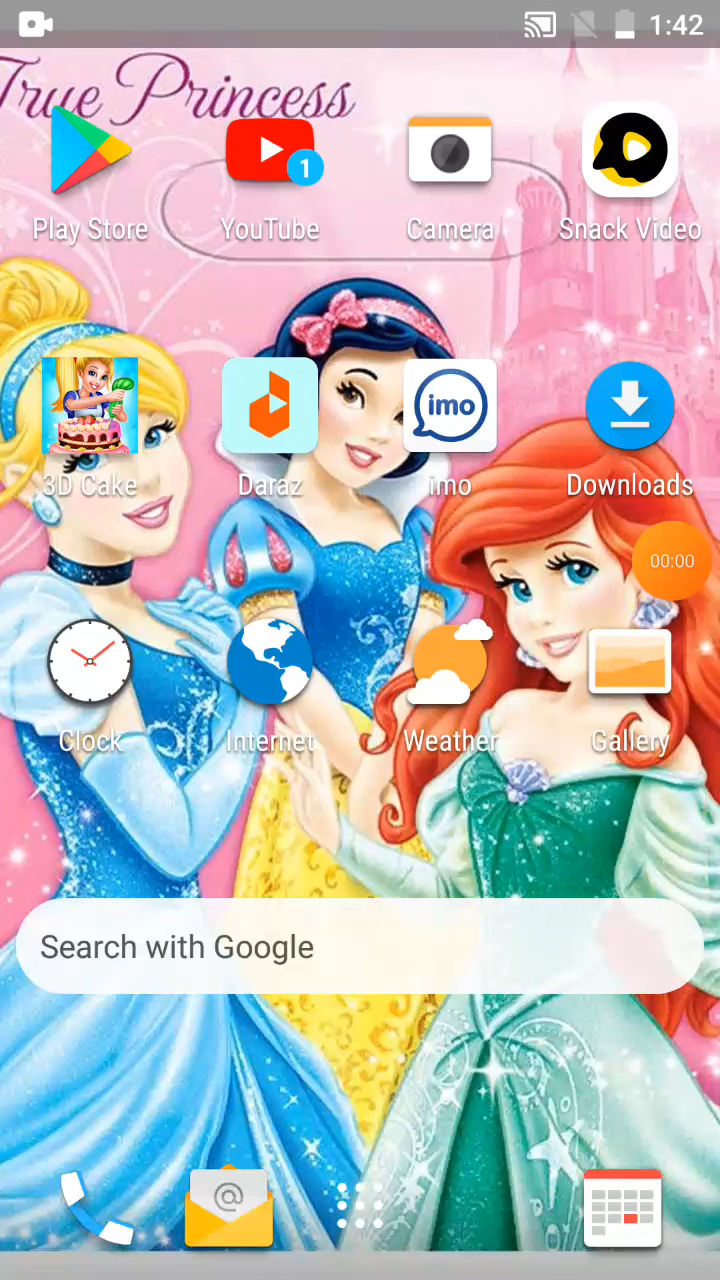 1:42
True Princess
1
Play Store
YouTube
Camera
Snack Video
imo
3D Cake
Daraz
imo
Downloads
00:00
Clock
Internet
Weather
Gallery
Search with Google
@